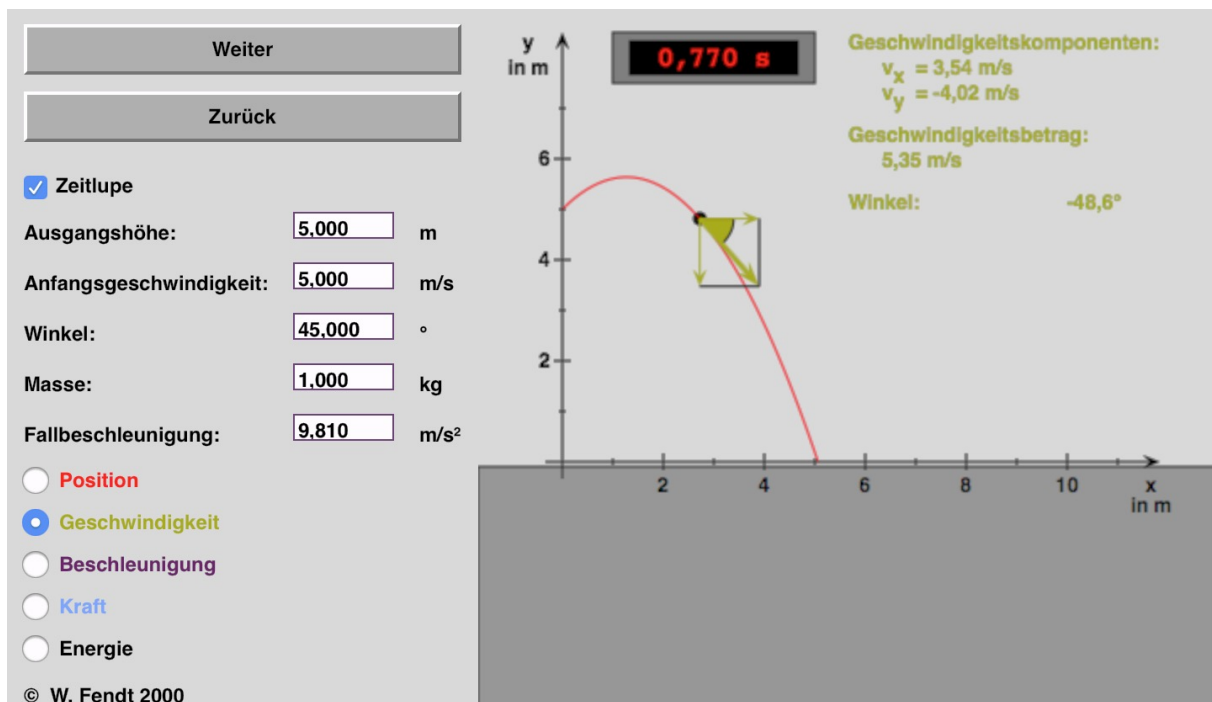 Weiter
Zurück
Zeitlupe
Ausgangshöhe: 5,000 m
Anfangsgeschwindigkeit: 5,000 m/s
Winkel: 45,000 °
Masse: 1,000 kg
Fallbeschleunigung: 9,810 m/s²
Position
Geschwindigkeit
Beschleunigung
Kraft
Energie
© W. Fendt 2000
y
in m
0,770 s
Geschwindigkeitskomponenten:
vx = 3,54 m/s
vy = -4,02 m/s
Geschwindigkeitsbetrag:
5,35 m/s
Winkel: -48,6°
6
4
2
2 4 6 8 10 x
in m